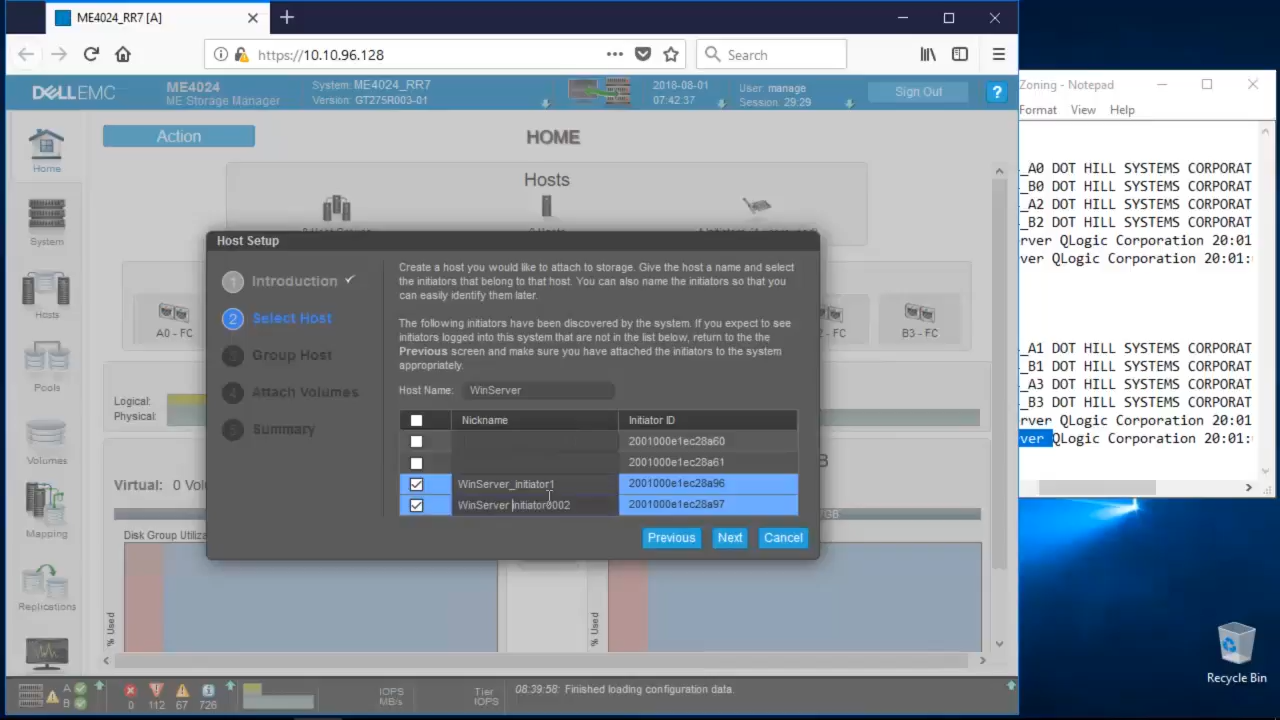 ME4024_RR7 [A]
https://10.10.96.128
Search
DELLEMC
ME4024
ME Storage Manager
System: ME4024_RR7
Version: GT275R003-01
2018-08-01
07:42:37
User: manage
Session: 29:29
Sign Out
?
Action
HOME
Home
System
Hosts
Pools
Volumes
Mapping
Replications
Hosts
A0 - FC
B3 - FC
Logical:
Physical:
Virtual: 0
Disk Group Utiliza
% Used
% Used
Host Setup
1 Introduction
2 Select Host
3 Group Host
4 Attach Volumes
5 Summary
Create a host you would like to attach to storage. Give the host a name and select
the initiators that belong to that host. You can also name the initiators so that you
can easily identify them later.
The following initiators have been discovered by the system. If you expect to see
initiators logged into this system that are not in the list below, return to the the
Previous screen and make sure you have attached the initiators to the system
appropriately.
Host Name: WinServer
Nickname Initiator ID
2001000e1ec28a60
2001000e1ec28a61
WinServer_initiator1 2001000e1ec28a96
WinServer Initiator0002 2001000e1ec28a97
Previous Next Cancel
A
B
0 112 67 726
IOPS
MB/s
Tier
IOPS
08:39:58: Finished loading configuration data.
Zoning - Notepad
Format View Help
_A0 DOT HILL SYSTEMS CORPORAT
_B0 DOT HILL SYSTEMS CORPORAT
_A2 DOT HILL SYSTEMS CORPORAT
_B2 DOT HILL SYSTEMS CORPORAT
rver QLogic Corporation 20:01
rver QLogic Corporation 20:01:
_A1 DOT HILL SYSTEMS CORPORAT
_B1 DOT HILL SYSTEMS CORPORAT
_A3 DOT HILL SYSTEMS CORPORAT
_B3 DOT HILL SYSTEMS CORPORAT
rver QLogic Corporation 20:01
rver QLogic Corporation 20:01:
Recycle Bin